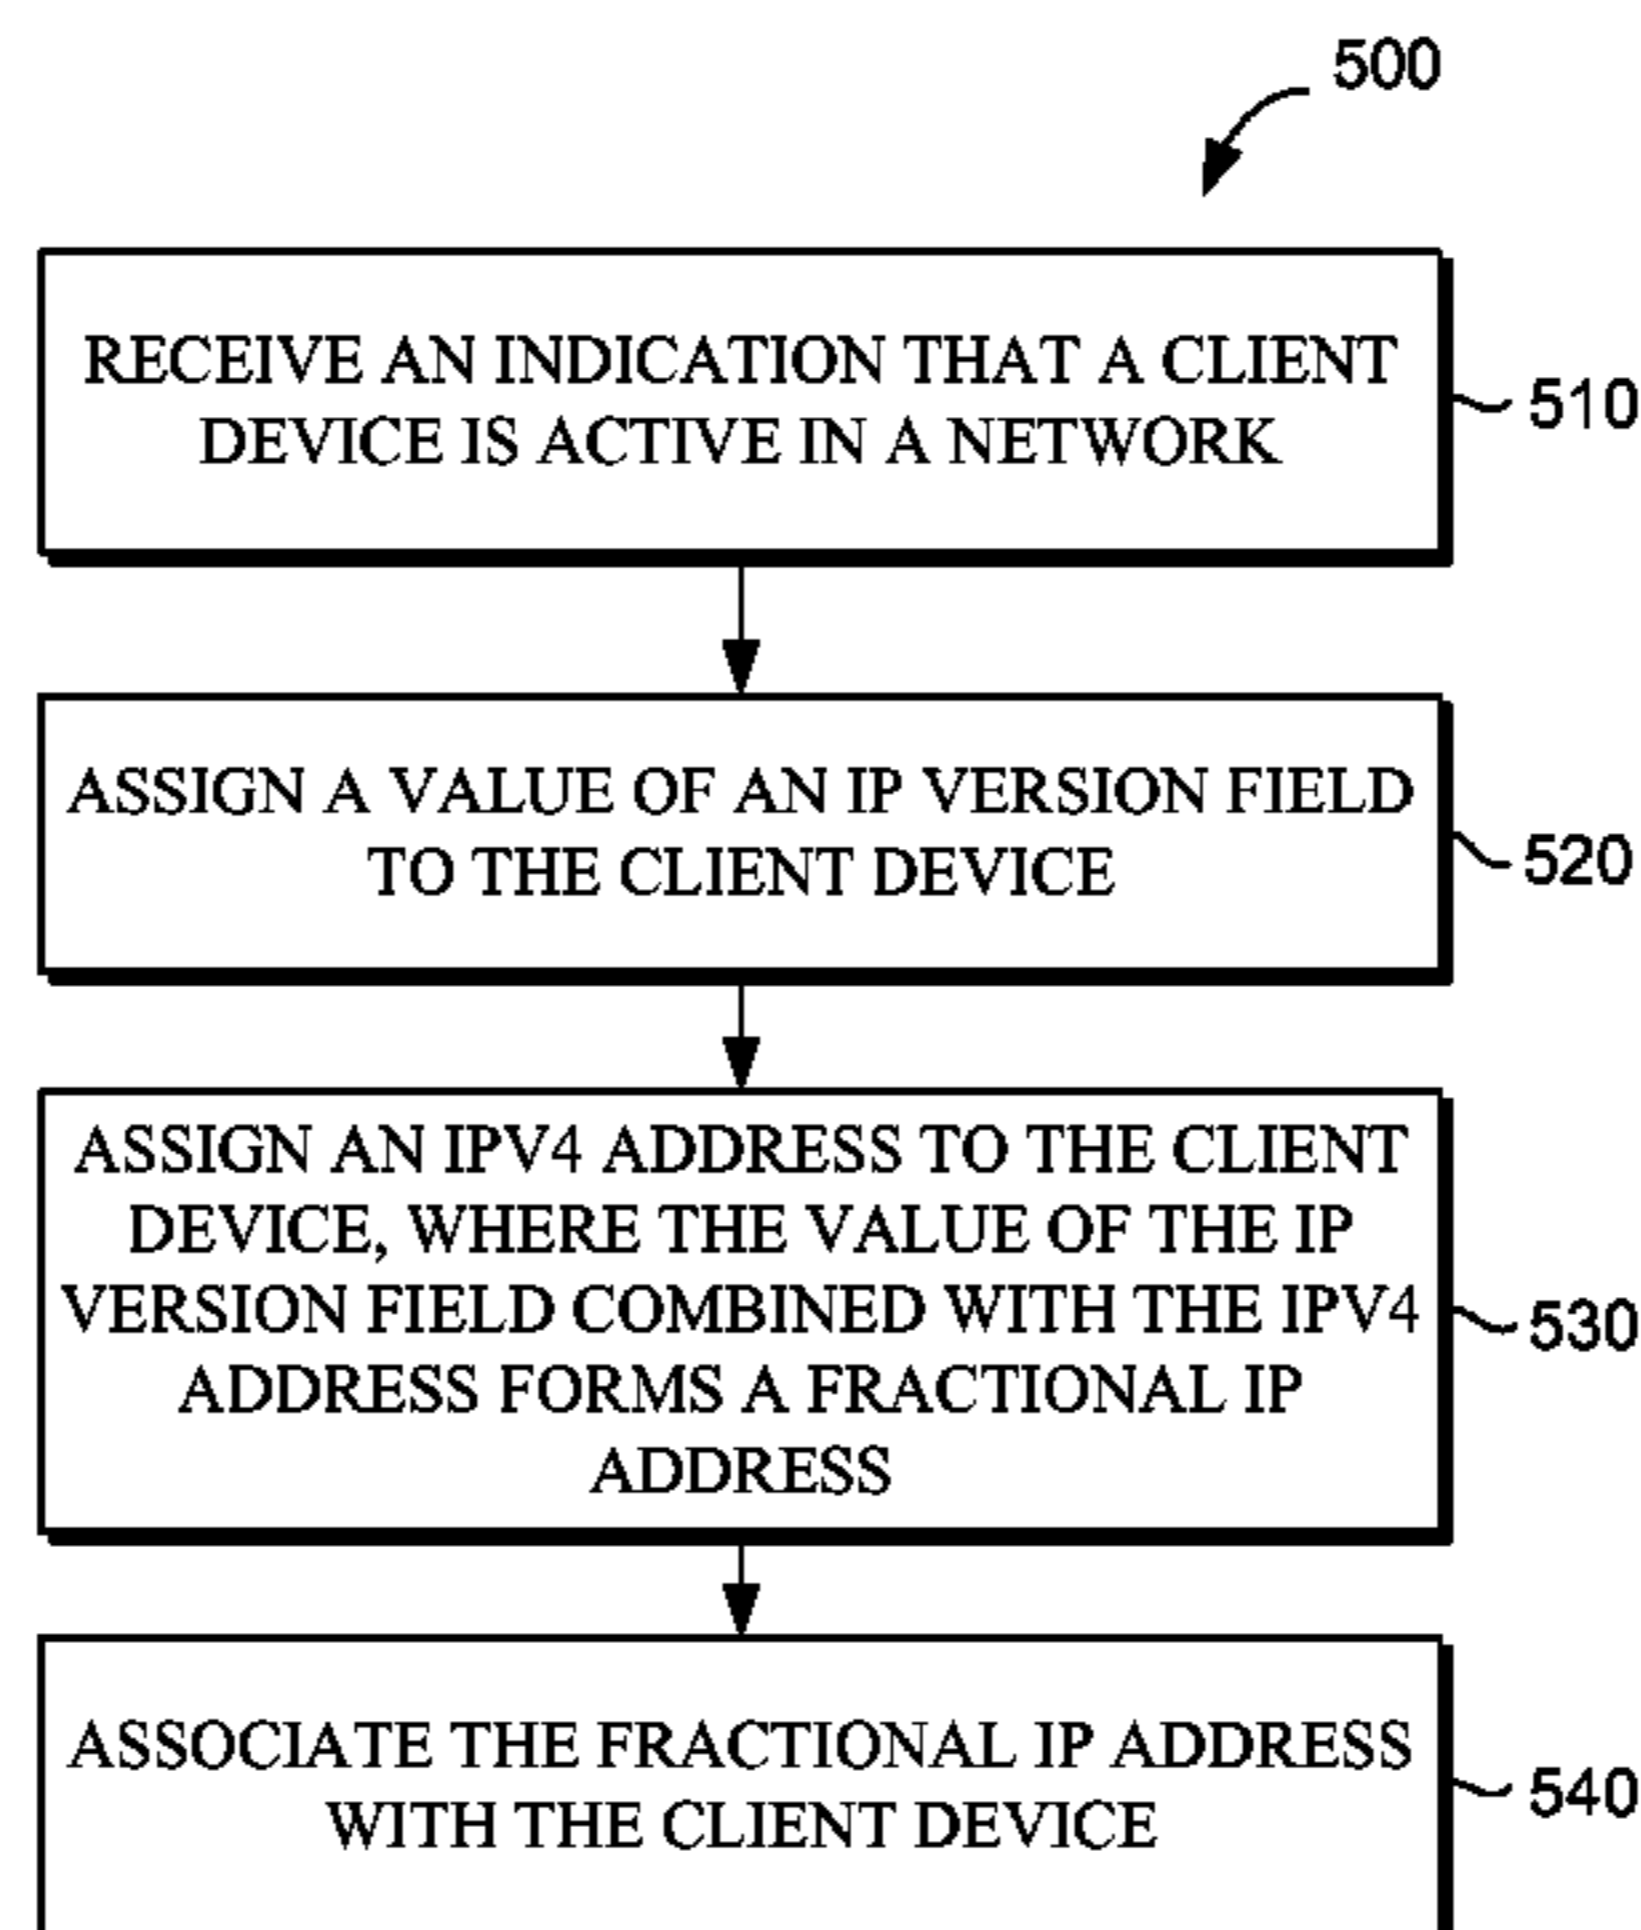 500
RECEIVE AN INDICATION THAT A CLIENT
DEVICE IS ACTIVE IN A NETWORK
510
ASSIGN A VALUE OF AN IP VERSION FIELD
TO THE CLIENT DEVICE
520
ASSIGN AN IPV4 ADDRESS TO THE CLIENT
DEVICE, WHERE THE VALUE OF THE IP
VERSION FIELD COMBINED WITH THE IPV4
ADDRESS FORMS A FRACTIONAL IP
ADDRESS
530
ASSOCIATE THE FRACTIONAL IP ADDRESS
WITH THE CLIENT DEVICE
540